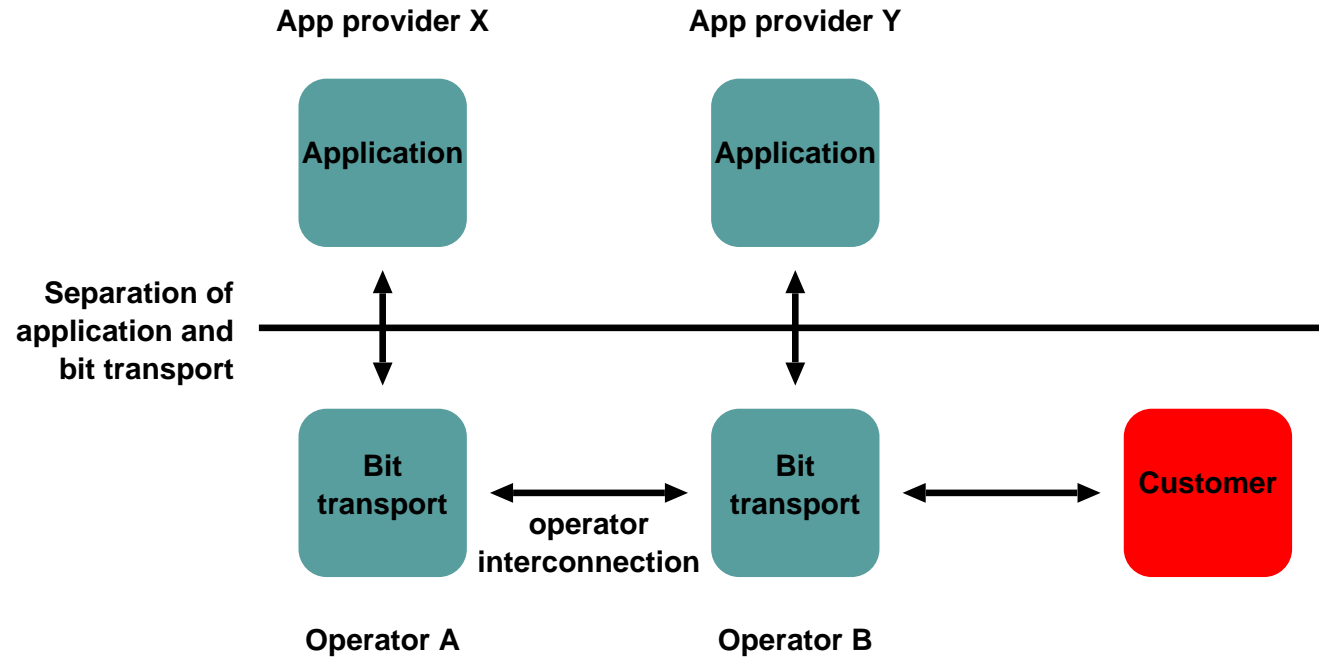 App provider X
App provider Y
Application
Application
Separation of
application and
bit transport
Bit
transport
operator
interconnection
Bit
transport
Customer
Operator A
Operator B